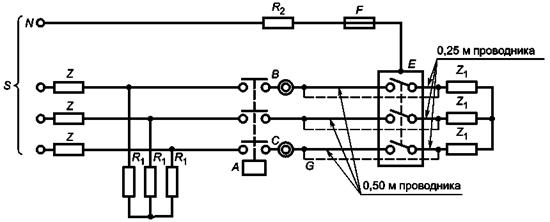 N R2 F
0,25 м проводника
S Z B E Z1
Z Z1
Z C Z1
R1 R1 R1 A G
0,50 м проводника